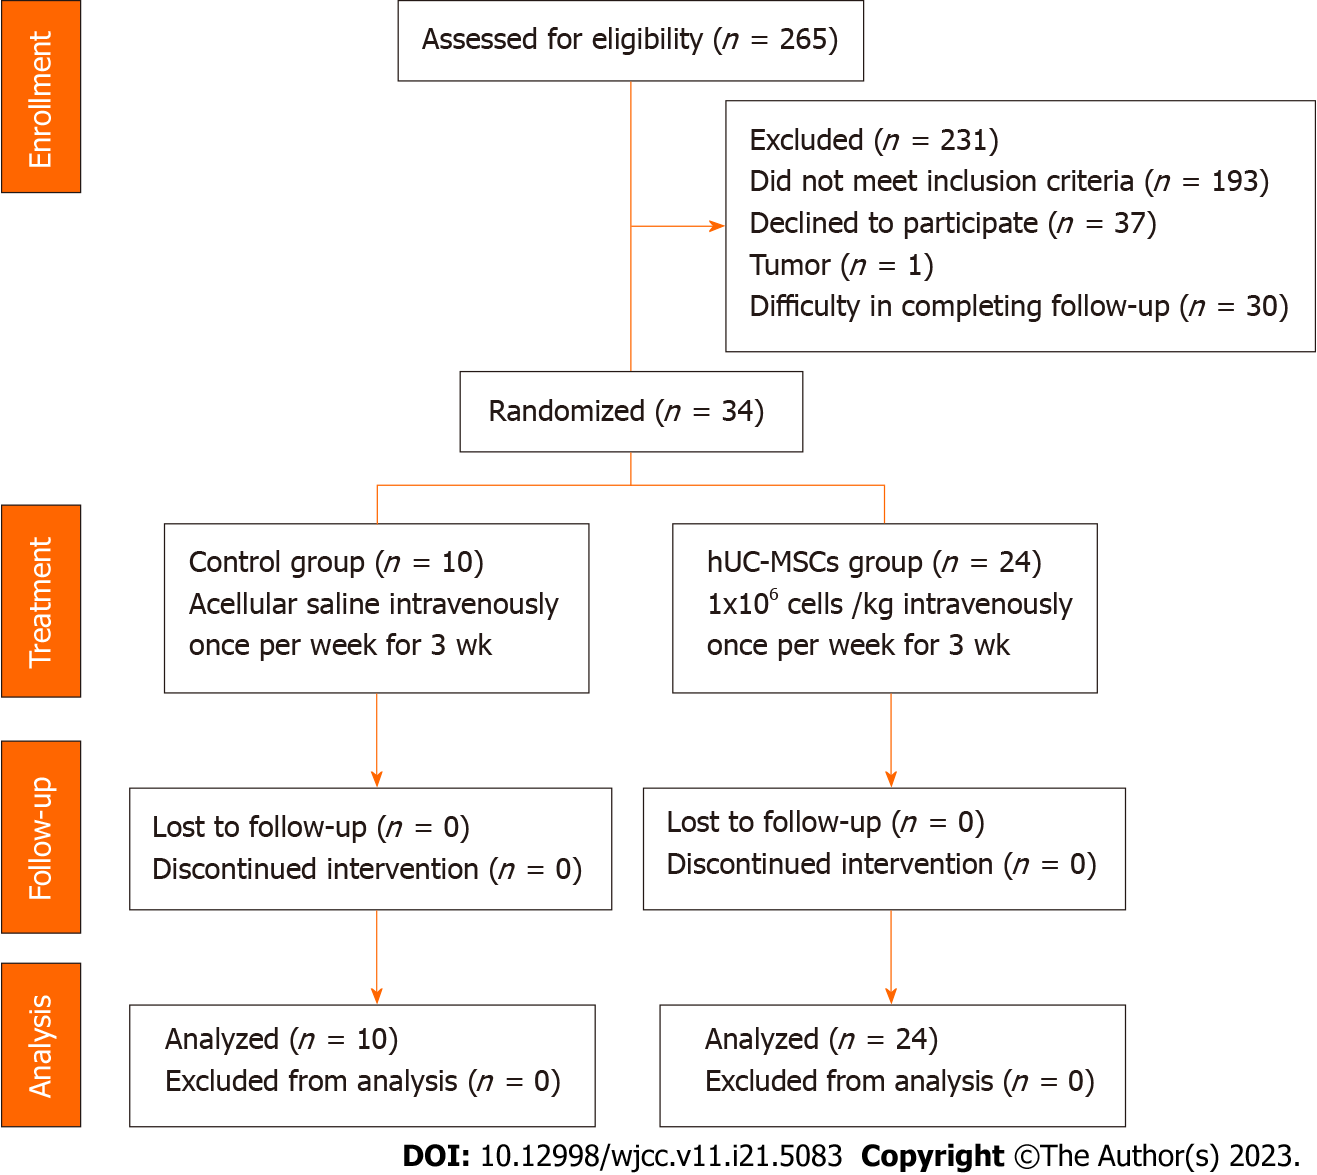 Enrollment
Assessed for eligibility (n = 265)
Excluded (n = 231)
Did not meet inclusion criteria (n = 193)
Declined to participate (n = 37)
Tumor (n = 1)
Difficulty in completing follow-up (n = 30)
Randomized (n = 34)
Treatment
Control group (n = 10)
Acellular saline intravenously
once per week for 3 wk
hUC-MSCs group (n = 24)
1x10⁶ cells /kg intravenously
once per week for 3 wk
Follow-up
Lost to follow-up (n = 0)
Discontinued intervention (n = 0)
Lost to follow-up (n = 0)
Discontinued intervention (n = 0)
Analysis
Analyzed (n = 10)
Excluded from analysis (n = 0)
Analyzed (n = 24)
Excluded from analysis (n = 0)
DOI: 10.12998/wjcc.v11.i21.5083 Copyright ©The Author(s) 2023.